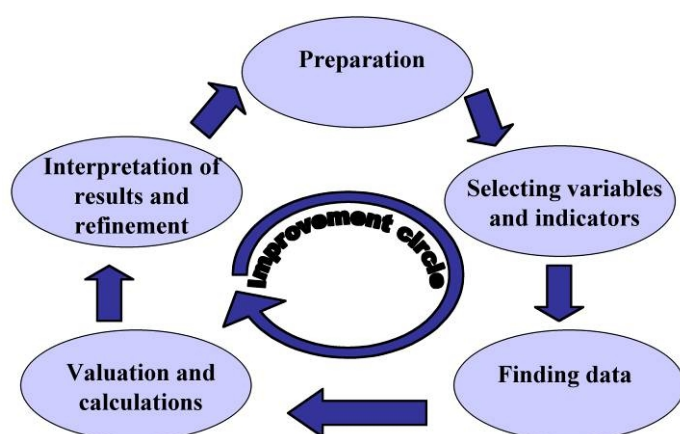 Preparation
Selecting variables
and indicators
Finding data
Valuation and
calculations
Interpretation of
results and
refinement
improvement circle